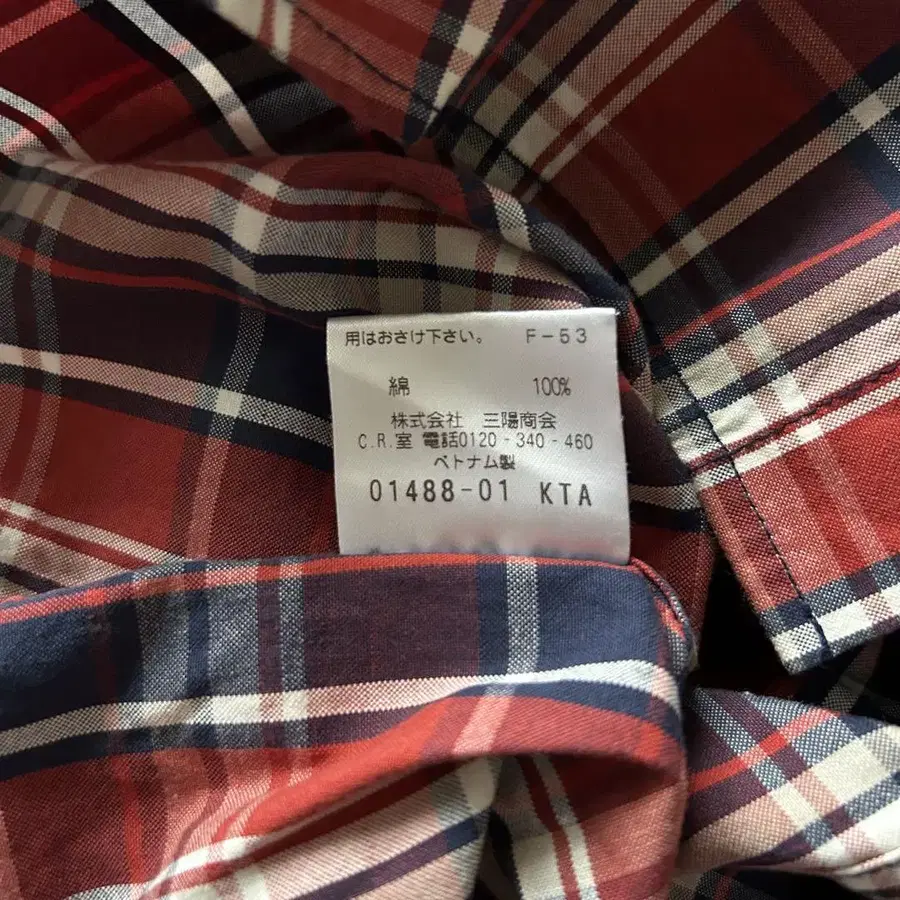 用はおさけ下さい。 F-53
綿 100%
株式会社 三陽商会
C.R.室 電話0120-340-460
ベトナム製
01488-01 KTA